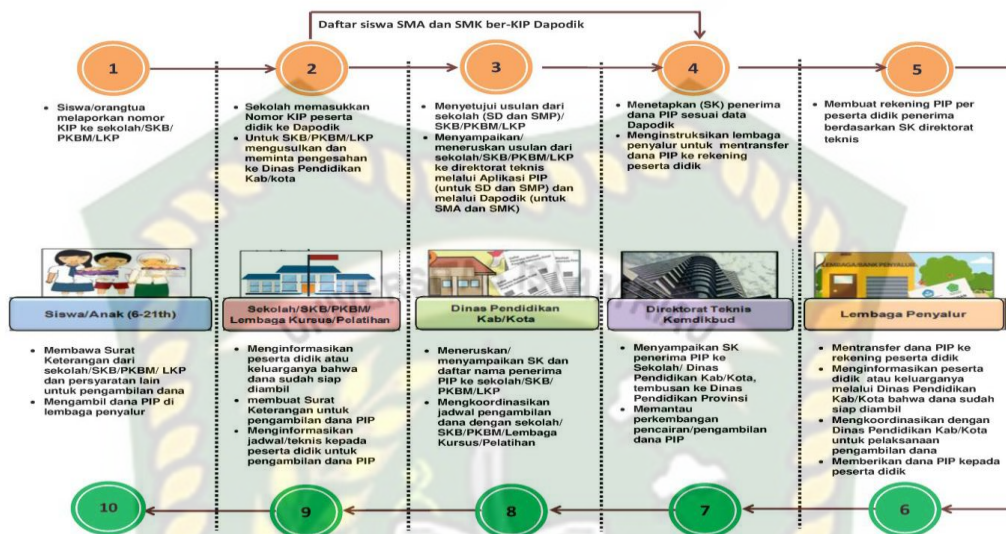 Daftar siswa SMA dan SMK ber-KIP Dapodik
1
2
3
4
5
• Siswa/orangtua
melaporkan nomor
KIP ke sekolah/SKB/
PKBM/LKP
• Sekolah memasukkan
Nomor KIP peserta
didik ke Dapodik
• Untuk SKB/PKBM/LKP
mengusulkan dan
meminta pengesahan
ke Dinas Pendidikan
Kab/kota
• Menyetujui usulan dari
sekolah (SD dan SMP)/
SKB/PKBM/LKP
• Menyampaikan/
meneruskan usulan dari
sekolah/SKB/PKBM/LKP
ke direktorat teknis
melalui Aplikasi PIP
(untuk SD dan SMP) dan
melalui Dapodik (untuk
SMA dan SMK)
• Menetapkan (SK) penerima
dana PIP sesuai data
Dapodik
• Menginstruksikan lembaga
penyalur untuk mentransfer
dana PIP ke rekening
peserta didik
• Membuat rekening PIP per
peserta didik penerima
berdasarkan SK direktorat
teknis
LEMBAGA/BANK PENYALUR
Siswa/Anak (6-21th)
Sekolah/SKB/PKBM/
Lembaga Kursus/Pelatihan
Dinas Pendidikan
Kab/Kota
Direktorat Teknis
Kemdikbud
Lembaga Penyalur
• Membawa Surat
Keterangan dari
sekolah/SKB/PKBM/ LKP
dan persyaratan lain
untuk pengambilan dana
• Mengambil dana PIP di
lembaga penyalur
• Menginformasikan
peserta didik atau
keluarganya bahwa
dana sudah siap
diambil
• membuat Surat
Keterangan untuk
pengambilan dana PIP
• Menginformasikan
jadwal/teknis kepada
peserta didik untuk
pengambilan dana PIP
• Meneruskan/
menyampaikan SK dan
daftar nama penerima
PIP ke sekolah/SKB/
PKBM/LKP
• Mengkoordinasikan
jadwal pengambilan
dana dengan sekolah/
SKB/PKBM/Lembaga
Kursus/Pelatihan
• Menyampaikan SK
penerima PIP ke
Sekolah/ Dinas
Pendidikan Kab/Kota,
tembusan ke Dinas
Pendidikan Provinsi
• Memantau
perkembangan
pencairan/pengambilan
dana PIP
• Mentransfer dana PIP ke
rekening peserta didik
• Menginformasikan peserta
didik atau keluarganya
melalui Dinas Pendidikan
Kab/Kota bahwa dana sudah
siap diambil
• Mengkoordinasikan dengan
Dinas Pendidikan Kab/Kota
untuk pelaksanaan
pengambilan dana
• Memberikan dana PIP kepada
peserta didik
10
9
8
7
6